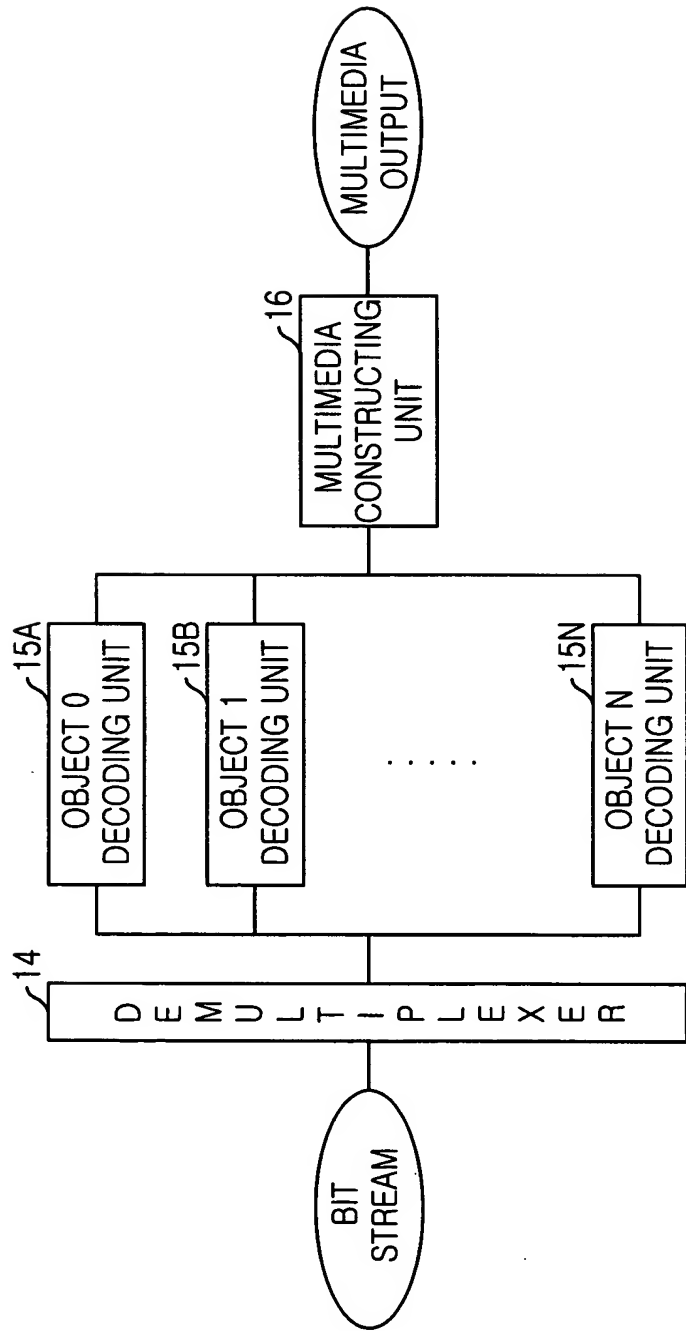 BIT
STREAM
14
DEMULTIPLEXER
15A
OBJECT 0
DECODING UNIT
15B
OBJECT 1
DECODING UNIT
. . . . .
15N
OBJECT N
DECODING UNIT
16
MULTIMEDIA
CONSTRUCTING
UNIT
MULTIMEDIA
OUTPUT